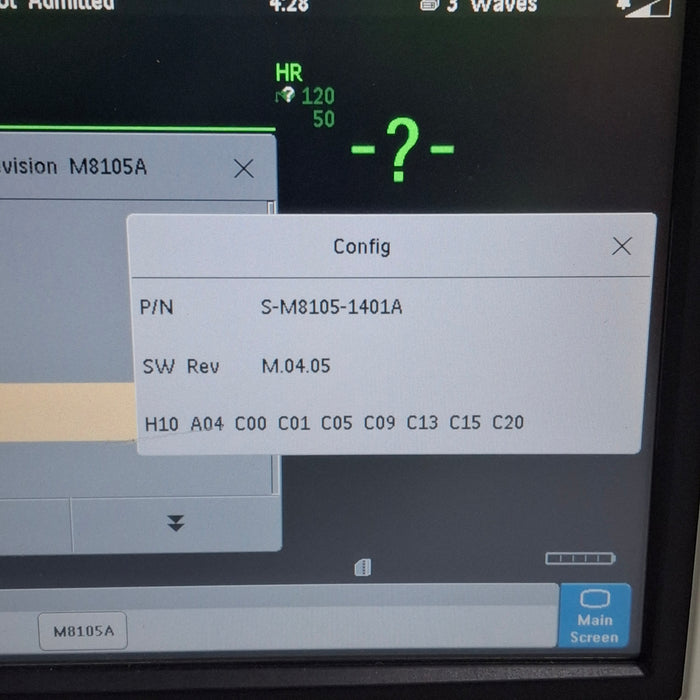 Admitted
4:28
3 Waves
HR
120
50
-?-
vision M8105A
Config
P/N S-M8105-1401A
SW Rev M.04.05
H10 A04 C00 C01 C05 C09 C13 C15 C20
M8105A
Main
Screen